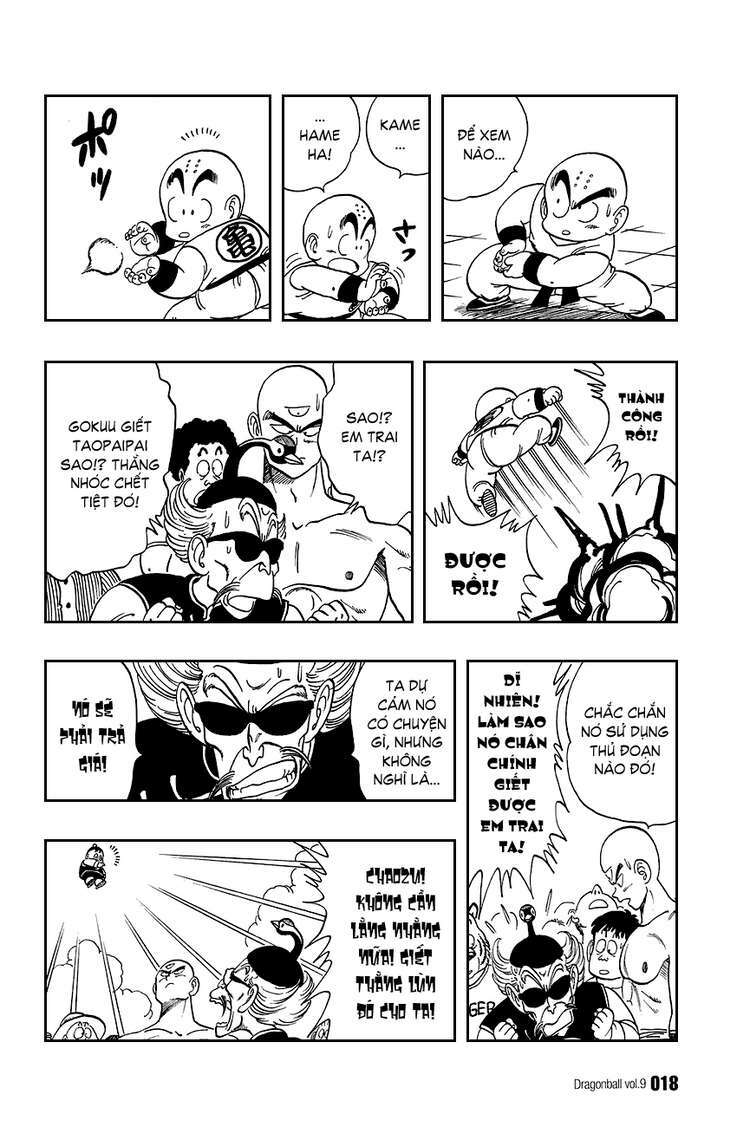 ĐỂ XEM
NÀO...
KAME
...
...
HAME
HA!
ポッ
亀
THÀNH
CÔNG
RỒI!
ĐƯỢC
RỒI!
SAO!?
EM TRAI
TA!?
GOKUU GIẾT
TAOPAIPAI
SAO!? THẰNG
NHÓC CHẾT
TIỆT ĐÓ!
CHẮC CHẮN
NÓ SỬ DỤNG
THỦ ĐOẠN
NÀO ĐÓ!
DĨ
NHIÊN!
LÀM SAO
NÓ CHÂN
CHÍNH
GIẾT
ĐƯỢC
EM TRAI
TA!
GER
TA DỰ
CẢM NÓ
CÓ CHUYỆN
GÌ, NHƯNG
KHÔNG
NGHĨ LÀ...
NÓ SẼ
PHẢI TRẢ
GIÁ!
CHAOZU!
KHÔNG CẦN
LẰNG NHẰNG
NỮA! GIẾT
THẰNG LÙN
ĐÓ CHO TA!
Dragonball vol.9 018